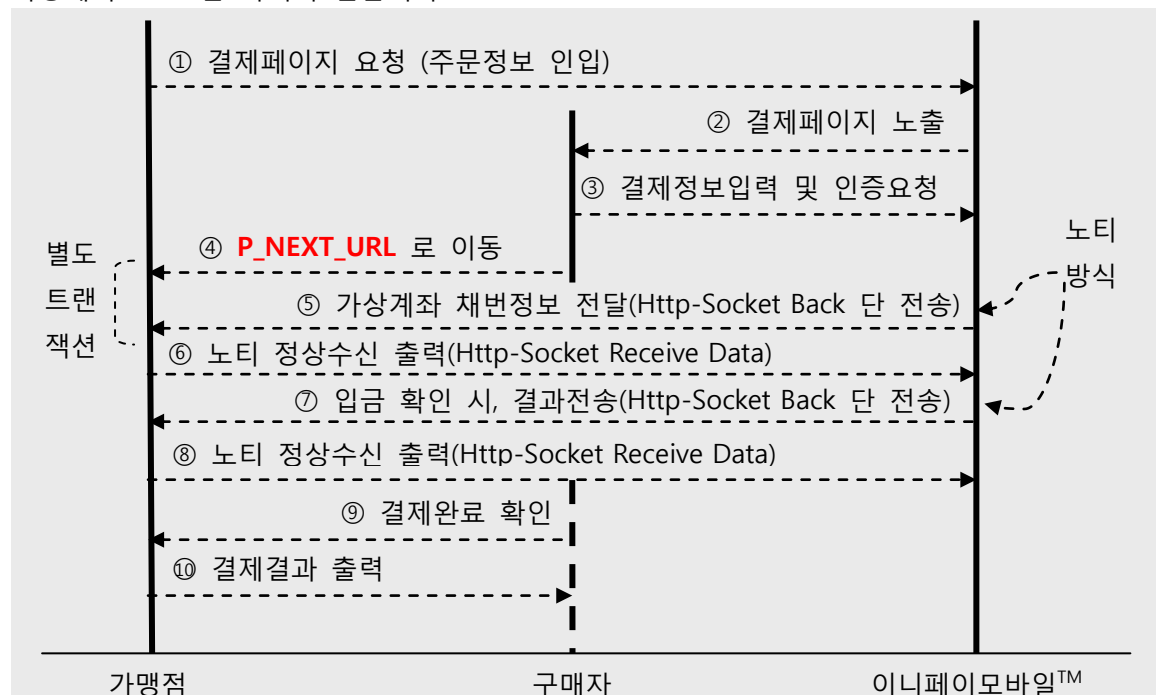 ① 결제페이지 요청 (주문정보 인입)
② 결제페이지 노출
③ 결제정보입력 및 인증요청
노티
방식
별도
트랜
잭션
④ P_NEXT_URL 로 이동
⑤ 가상계좌 채번정보 전달(Http-Socket Back 단 전송)
⑥ 노티 정상수신 출력(Http-Socket Receive Data)
⑦ 입금 확인 시, 결과전송(Http-Socket Back 단 전송)
⑧ 노티 정상수신 출력(Http-Socket Receive Data)
⑨ 결제완료 확인
⑩ 결제결과 출력
가맹점 구매자 이니페이모바일TM